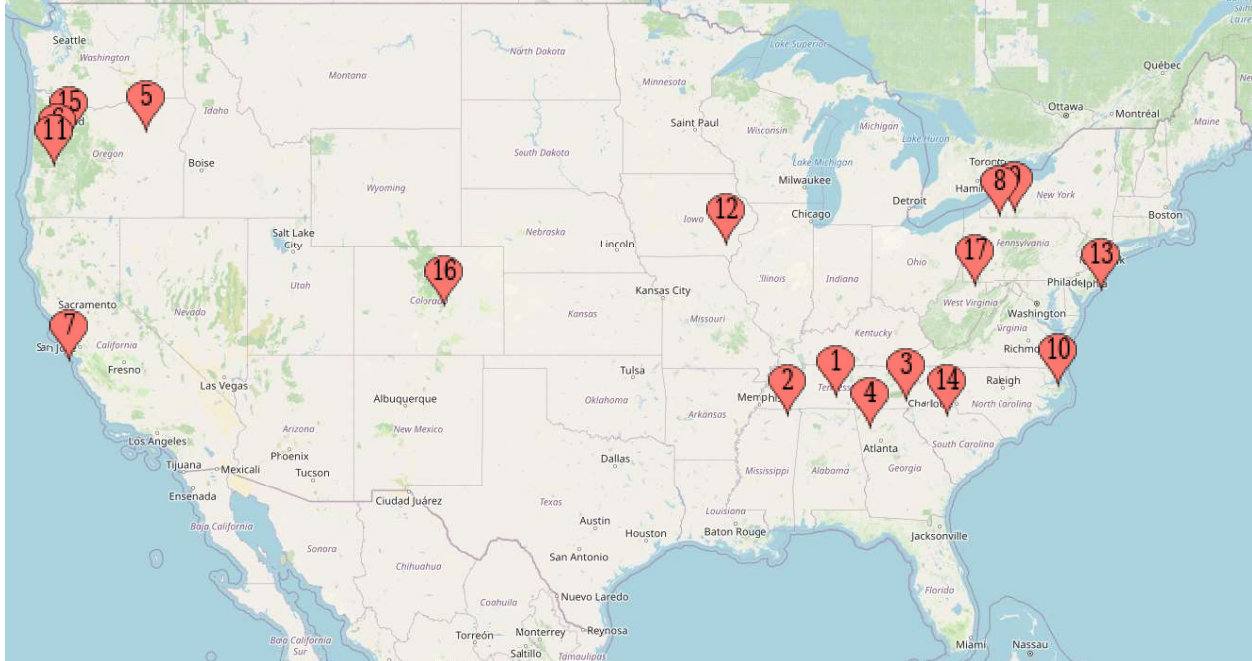 Seattle
Washington
North Dakota
Lake Superior
Québec
Montana
Minnesota
15
5
Ottawa
Montréal
Maine
Idaho
11
Oregon
Saint Paul
Wisconsin
Michigan
Lake Huron
Boise
South Dakota
Lake Michigan
Toronto
8
Wyoming
Milwaukee
New York
12
Iowa
Chicago
Detroit
Boston
Salt Lake
City
Nebraska
Lincoln
Pennsylvania
17
13
16
Ohio
Utah
Illinois
Indiana
Colorado
Kansas City
West Virginia
Washington
Sacramento
Nevada
Kansas
Missouri
Virginia
7
California
Kentucky
10
Fresno
1
3
Tulsa
2
14
Raleigh
Las Vegas
4
North Carolina
Albuquerque
Oklahoma
Arkansas
Arizona
New Mexico
Los Angeles
Atlanta
South Carolina
Phoenix
Dallas
Mississippi
Alabama
Georgia
Tijuana
Mexicali
Tucson
Ensenada
Ciudad Juárez
Texas
Louisiana
Baja California
Austin
Houston
Baton Rouge
Jacksonville
Sonora
San Antonio
Chihuahua
Florida
Coahuila
Nuevo Laredo
Baja California
Sur
Torreón
Monterrey
Reynosa
Miami
Nassau
Saltillo
Tamaulipas